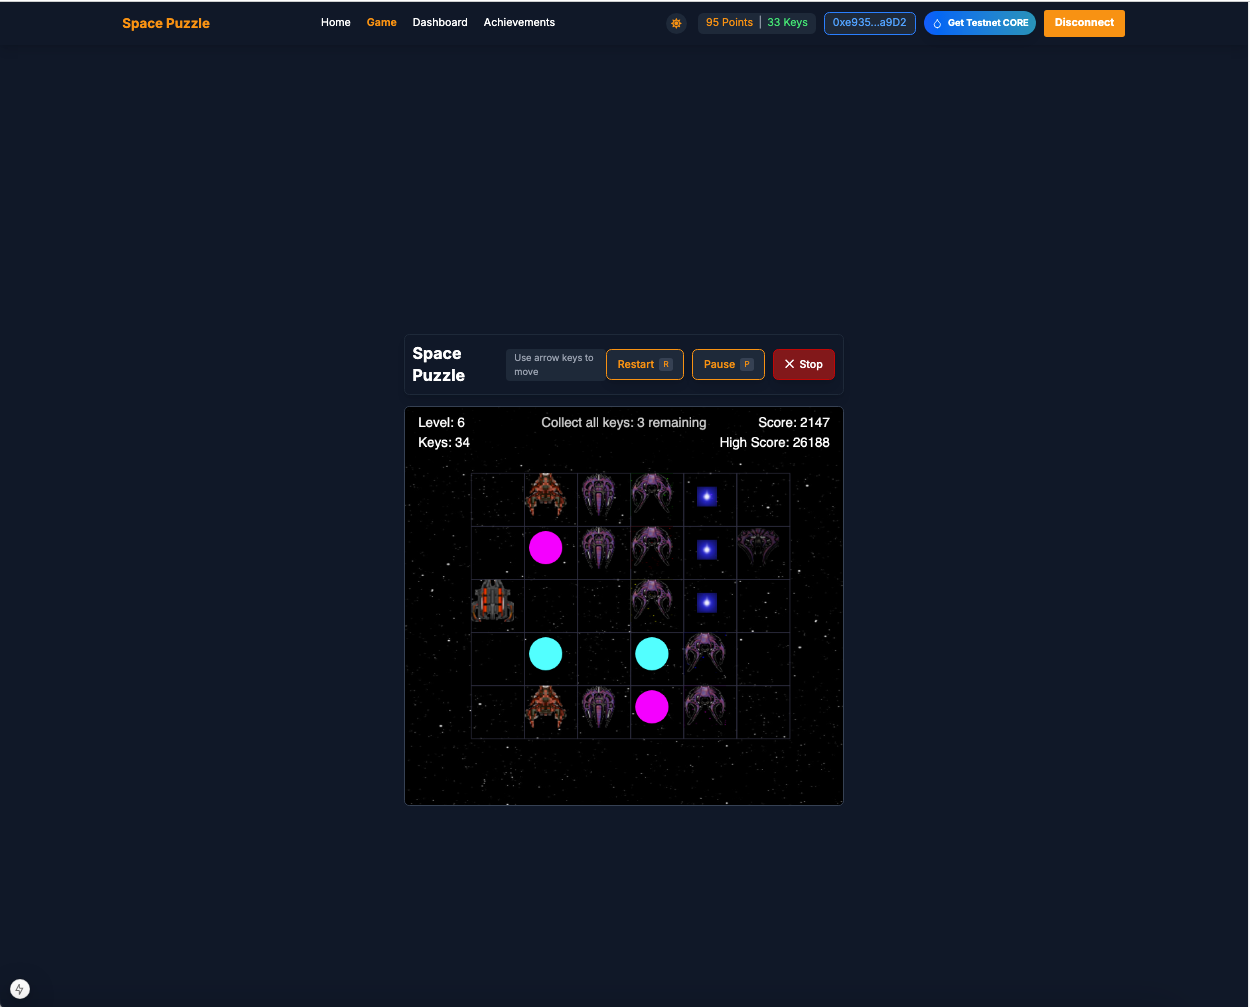 Space Puzzle
Home Game Dashboard Achievements
95 Points | 33 Keys
0xe935...a9D2
Get Testnet CORE
Disconnect
Space
Puzzle
Use arrow keys to
move
Restart R
Pause P
Stop
Level: 6
Collect all keys: 3 remaining
Score: 2147
Keys: 34
High Score: 26188